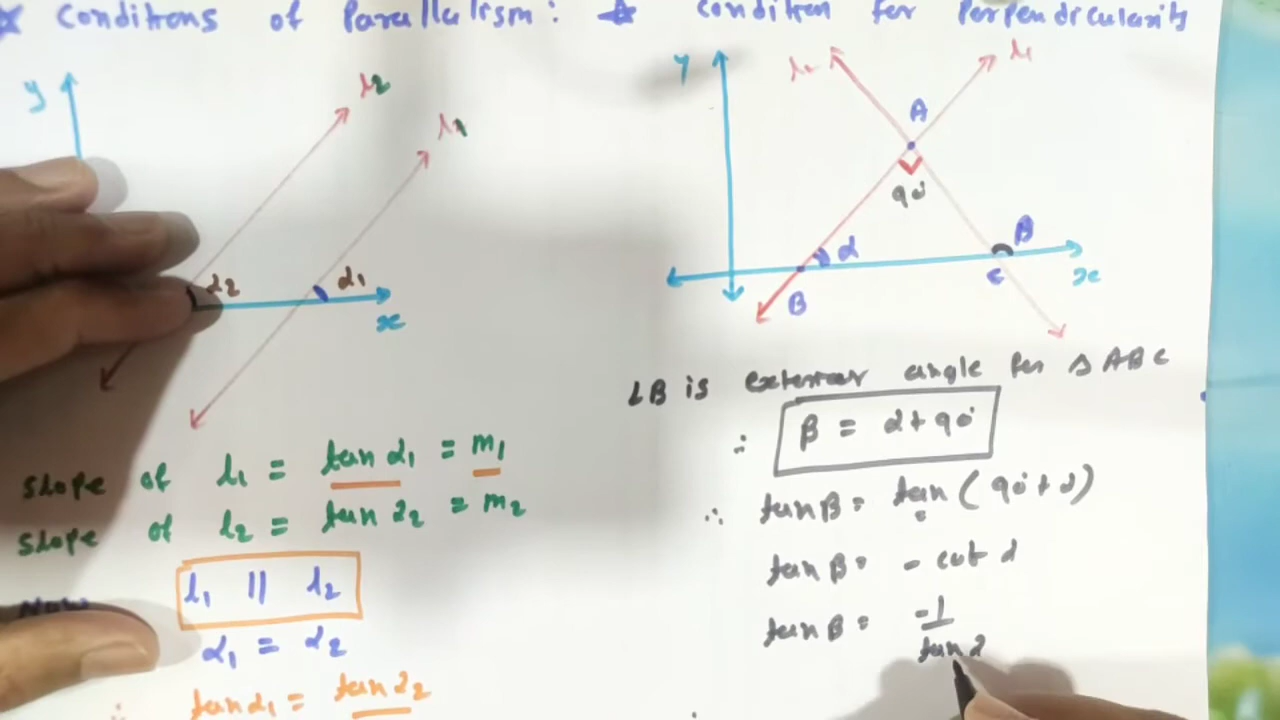 ★ Conditions of Parallelism:
y
l2
l1
α2
α1
x
Slope of l1 = tan α1 = m1
Slope of l2 = tan α2 = m2
Now
l1 || l2
α1 = α2
∴ tan α1 = tan α2
★ Condition for Perpendicularity
y
l2
l1
A
90°
α
β
B
C
x
∠B is exterior angle for △ABC
∴ β = α + 90°
∴ tan β = tan (90° + α)
tan β = - cot α
tan β = -1/tan α